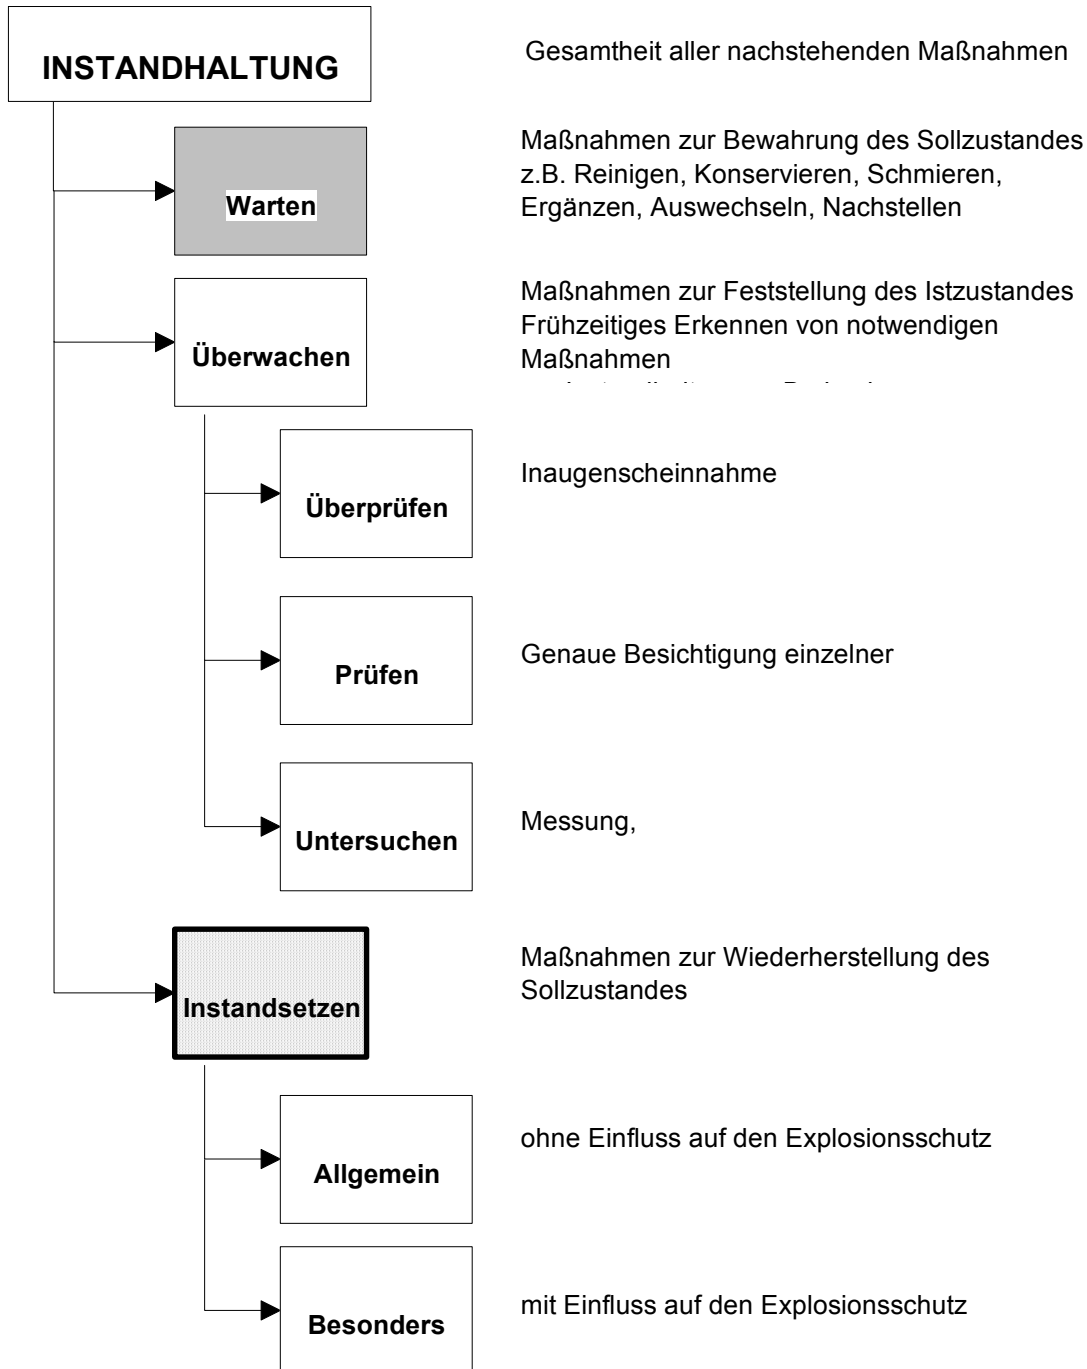 INSTANDHALTUNG
Gesamtheit aller nachstehenden Maßnahmen
Warten
Maßnahmen zur Bewahrung des Sollzustandes
z.B. Reinigen, Konservieren, Schmieren,
Ergänzen, Auswechseln, Nachstellen
Überwachen
Maßnahmen zur Feststellung des Istzustandes
Frühzeitiges Erkennen von notwendigen
Maßnahmen
Überprüfen
Inaugenscheinnahme
Prüfen
Genaue Besichtigung einzelner
Untersuchen
Messung,
Instandsetzen
Maßnahmen zur Wiederherstellung des
Sollzustandes
Allgemein
ohne Einfluss auf den Explosionsschutz
Besonders
mit Einfluss auf den Explosionsschutz